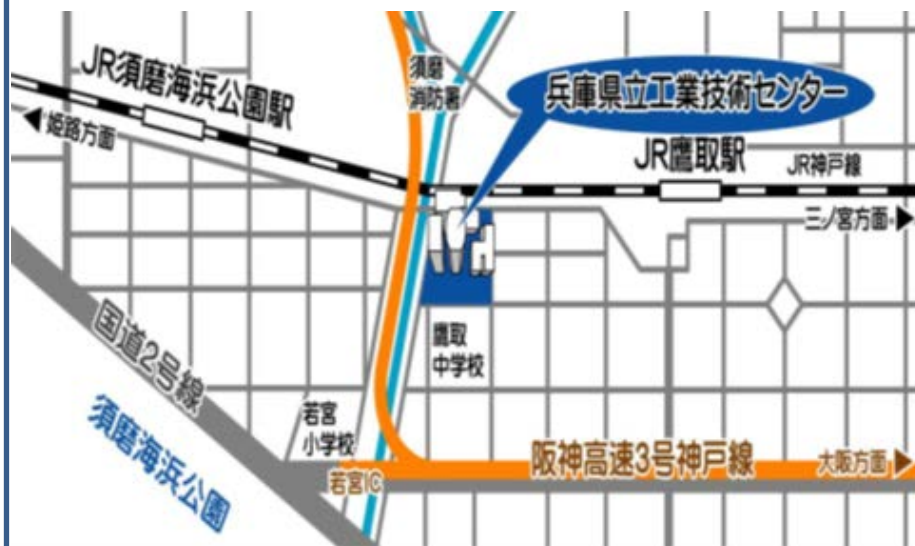 JR須磨海浜公園駅
須磨
消防署
兵庫県立工業技術センター
姫路方面
JR鷹取駅
JR神戸線
三ノ宮方面
国道2号線
鷹取
中学校
須磨海浜公園
若宮
小学校
若宮IC
阪神高速3号神戸線
大阪方面